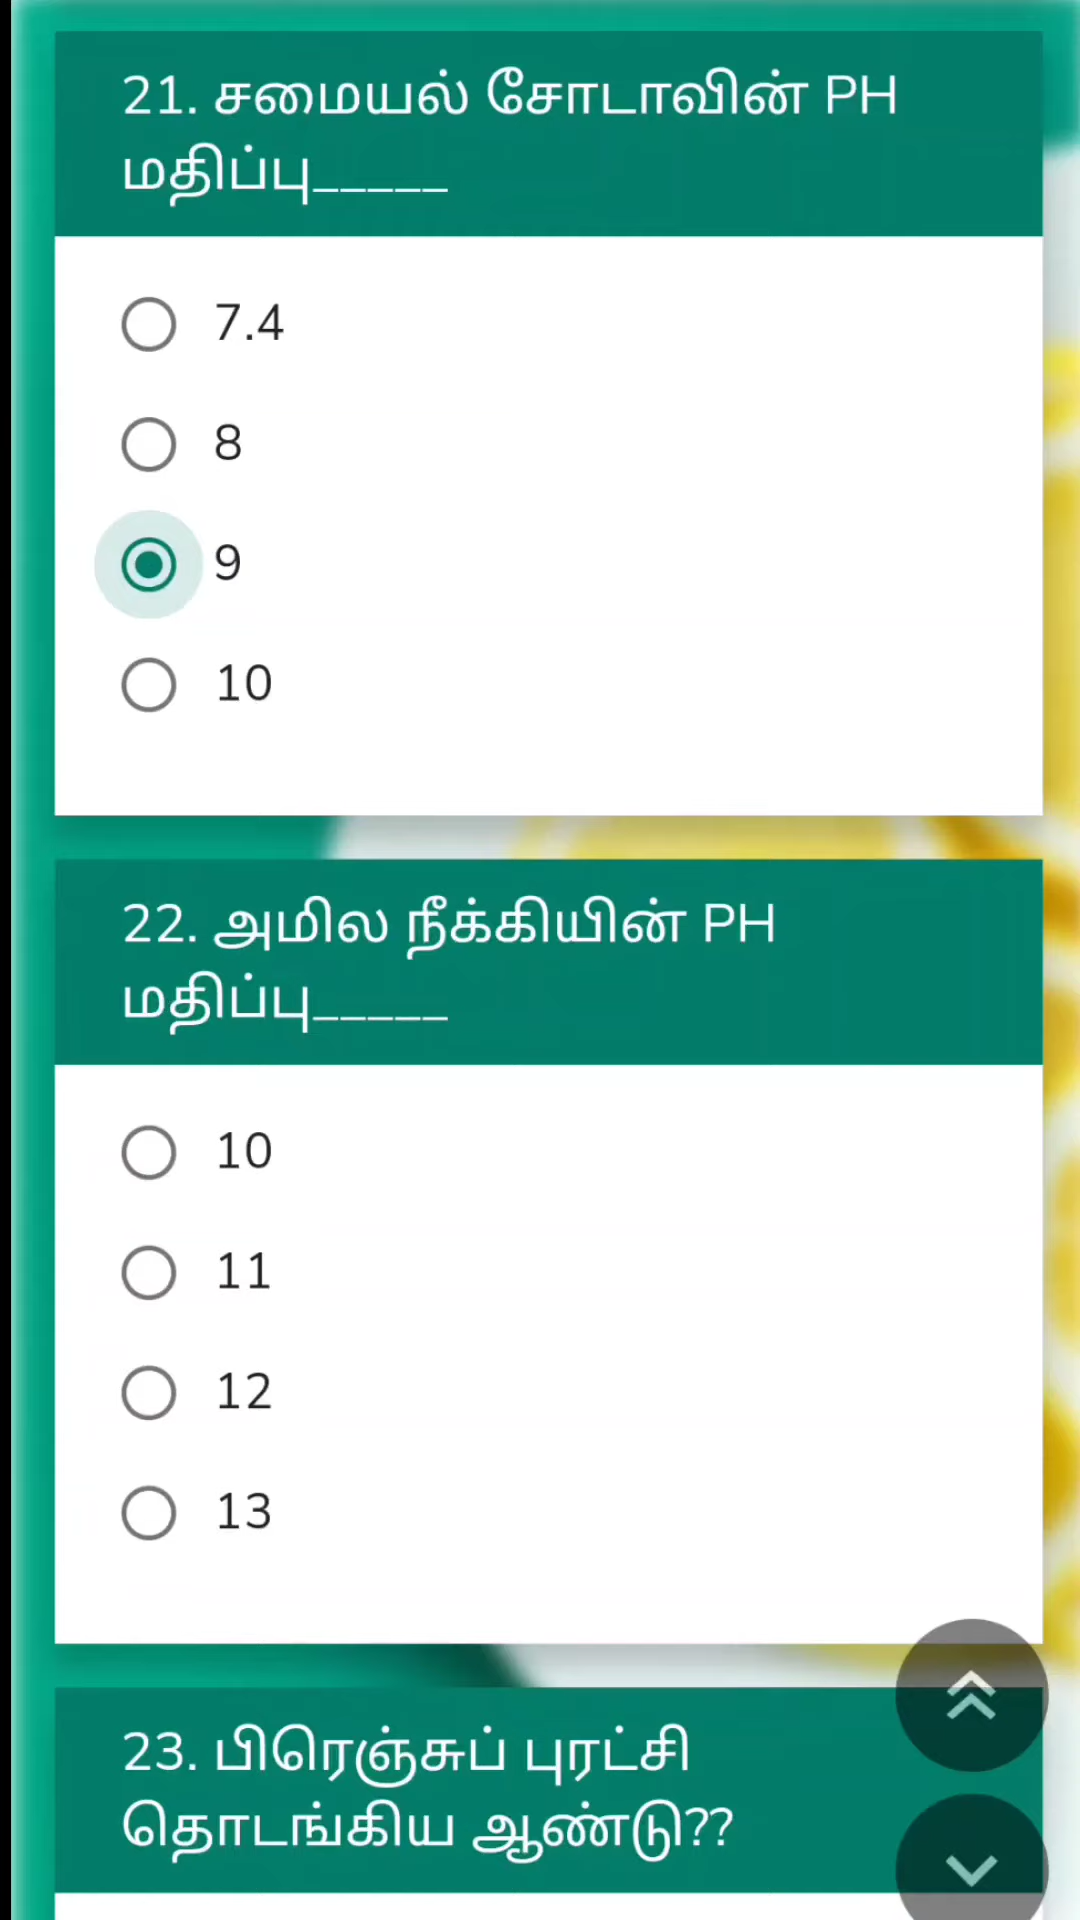 21. சமையல் சோடாவின் PH
மதிப்பு_____
7.4
8
9
10
22. அமில நீக்கியின் PH
மதிப்பு_____
10
11
12
13
23. பிரெஞ்சுப் புரட்சி
தொடங்கிய ஆண்டு??